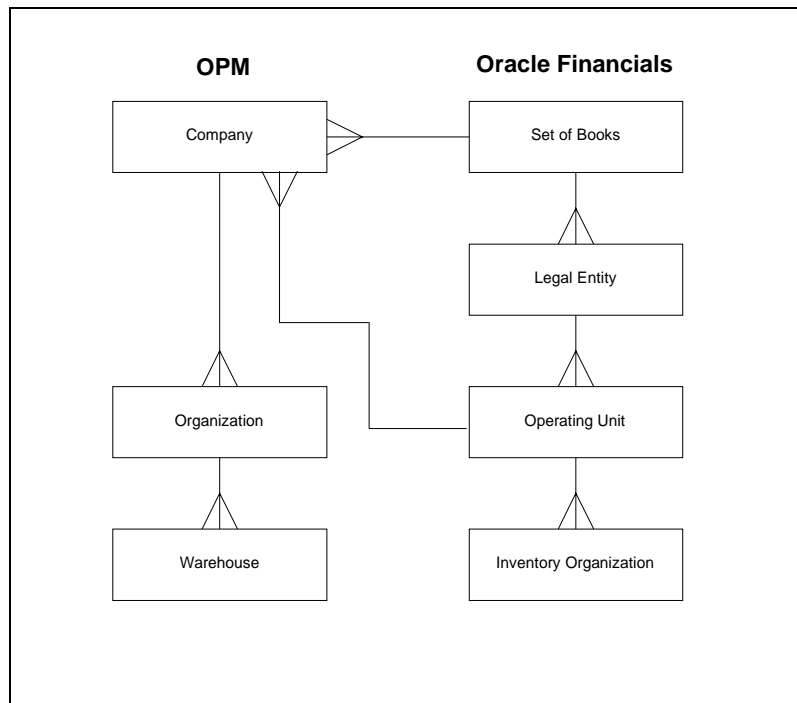 OPM
Oracle Financials
Company
Set of Books
Legal Entity
Organization
Operating Unit
Warehouse
Inventory Organization